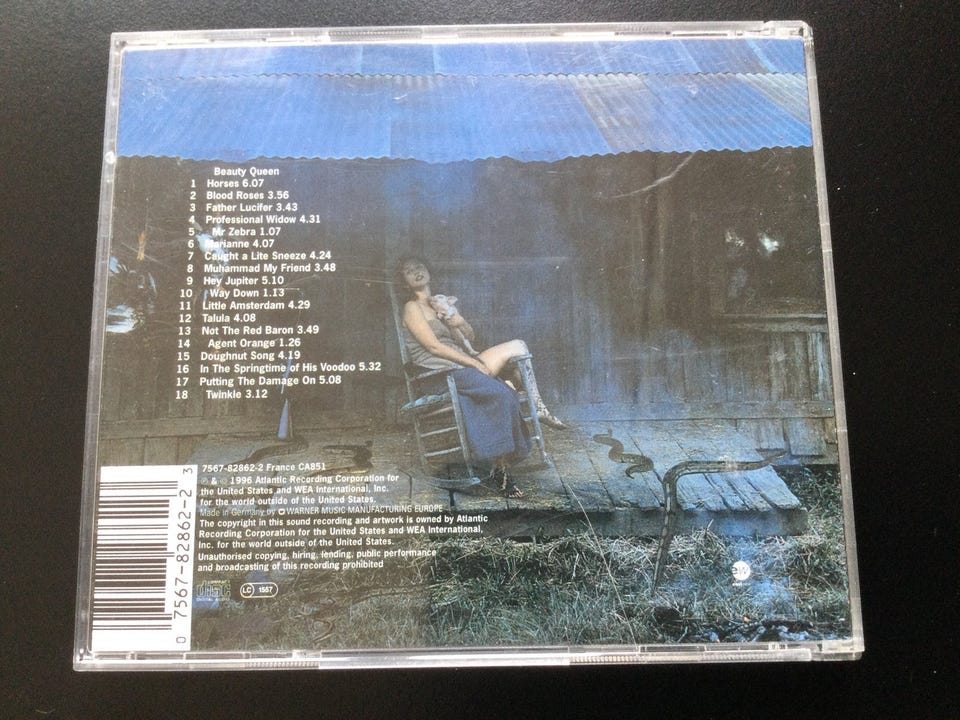 Beauty Queen
1 Horses 6.07
2 Blood Roses 3.56
3 Father Lucifer 3.43
4 Professional Widow 4.31
5 Mr Zebra 1.07
6 Marianne 4.07
7 Caught a Lite Sneeze 4.24
8 Muhammad My Friend 3.48
9 Hey Jupiter 5.10
10 Way Down 1.13
11 Little Amsterdam 4.29
12 Talula 4.08
13 Not The Red Baron 3.49
14 Agent Orange 1.26
15 Doughnut Song 4.19
16 In The Springtime of His Voodoo 5.32
17 Putting The Damage On 5.08
18 Twinkle 3.12
7567-82862-2 France CA851
℗ & © 1996 Atlantic Recording Corporation for
the United States and WEA International, Inc.
for the world outside of the United States.
Made in Germany by WARNER MUSIC MANUFACTURING EUROPE
The copyright in this sound recording and artwork is owned by Atlantic
Recording Corporation for the United States and WEA International,
Inc. for the world outside of the United States.
Unauthorised copying, hiring, lending, public performance
and broadcasting of this recording prohibited
COMPACT
disc
DIGITAL AUDIO
LC 1557
0 7567-82862-2 3